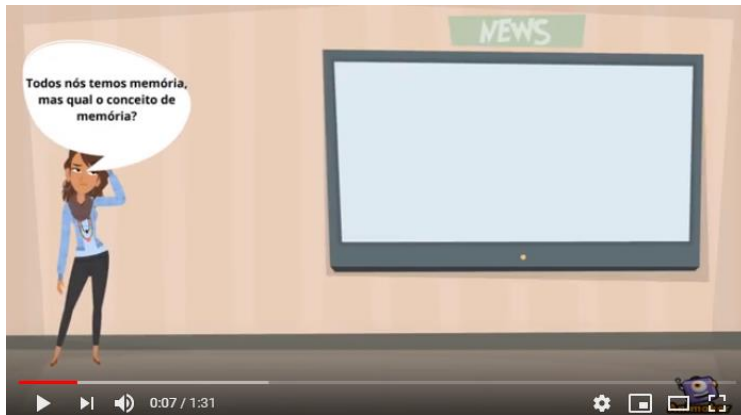 NEWS
Todos nós temos memória,
mas qual o conceito de
memória?
0:07 / 1:31